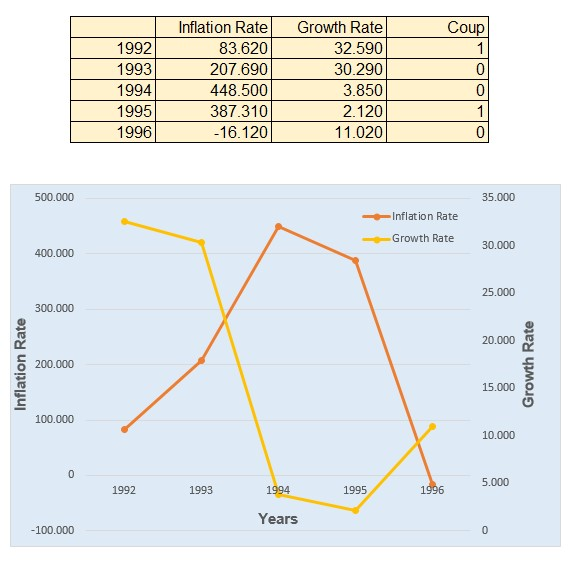 Inflation Rate Growth Rate Coup
1992 83.620 32.590 1
1993 207.690 30.290 0
1994 448.500 3.850 0
1995 387.310 2.120 1
1996 -16.120 11.020 0
500.000 35.000
Inflation Rate
Growth Rate
30.000
400.000
25.000
300.000
20.000
200.000
15.000
100.000
10.000
0
5.000
1992 1993 1994 1995 1996
-100.000 0
Years
Inflation Rate
Growth Rate